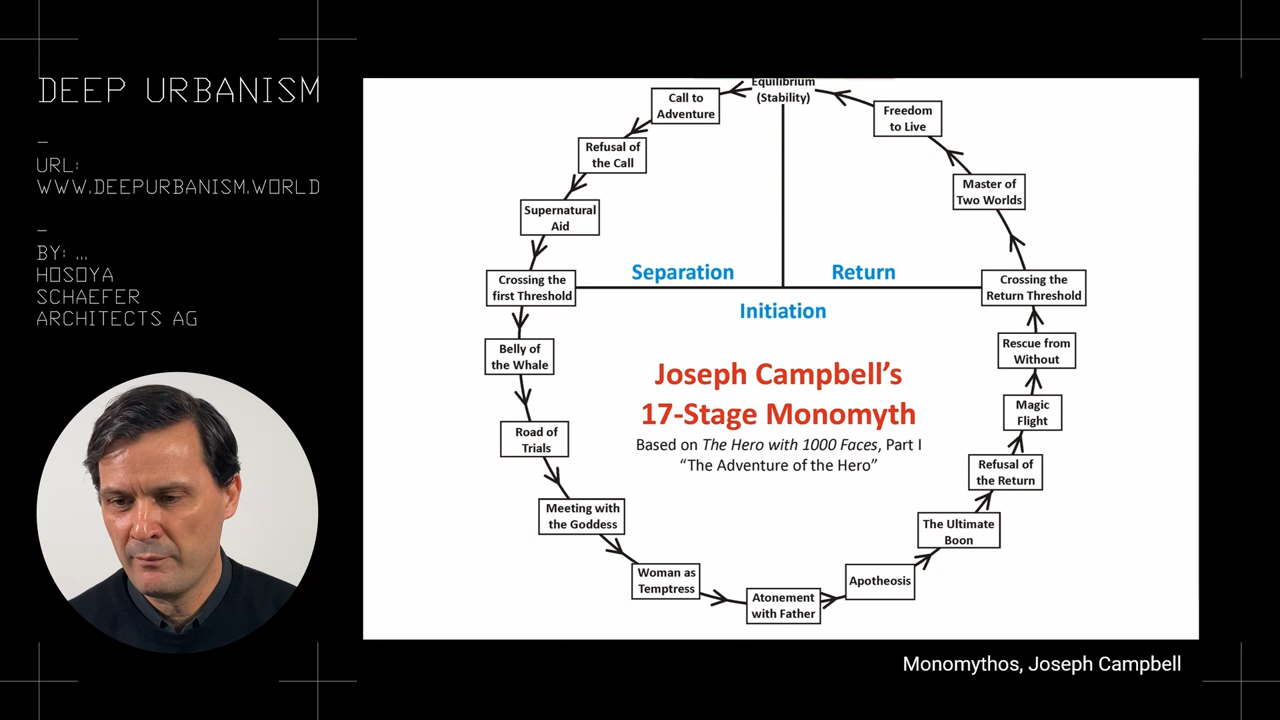 DEEP URBANISM
–
URL:
WWW.DEEPURBANISM.WORLD
–
BY: ...
HOSOYA
SCHAEFER
ARCHITECTS AG
Equilibrium
(Stability)
Call to
Adventure
Refusal of
the Call
Supernatural
Aid
Crossing the
first Threshold
Belly of
the Whale
Road of
Trials
Meeting with
the Goddess
Woman as
Temptress
Atonement
with Father
Apotheosis
The Ultimate
Boon
Refusal of
the Return
Magic
Flight
Rescue from
Without
Crossing the
Return Threshold
Master of
Two Worlds
Freedom
to Live
Separation
Return
Initiation
Joseph Campbell’s
17-Stage Monomyth
Based on The Hero with 1000 Faces, Part I
“The Adventure of the Hero”
Monomythos, Joseph Campbell